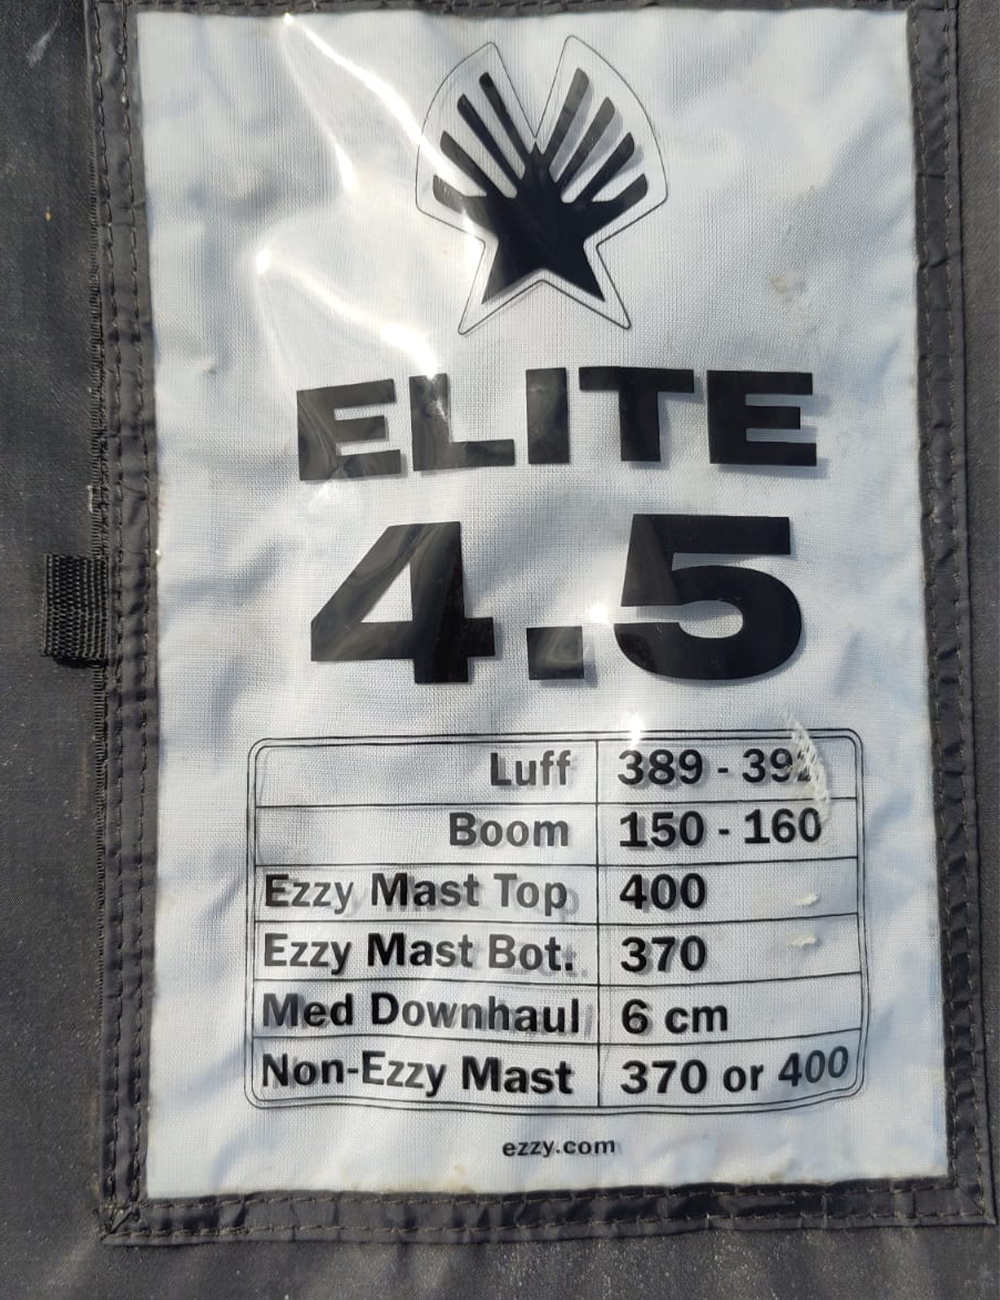 ELITE
4.5
Luff 389 - 392
Boom 150 - 160
Ezzy Mast Top 400
Ezzy Mast Bot. 370
Med Downhaul 6 cm
Non-Ezzy Mast 370 or 400
ezzy.com